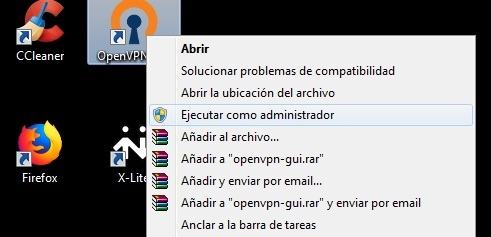 CCleaner
OpenVPN
Firefox
X-Lite
Abrir
Solucionar problemas de compatibilidad
Abrir la ubicación del archivo
Ejecutar como administrador
Añadir al archivo...
Añadir a "openvpn-gui.rar"
Añadir y enviar por email...
Añadir a "openvpn-gui.rar" y enviar por email
Anclar a la barra de tareas